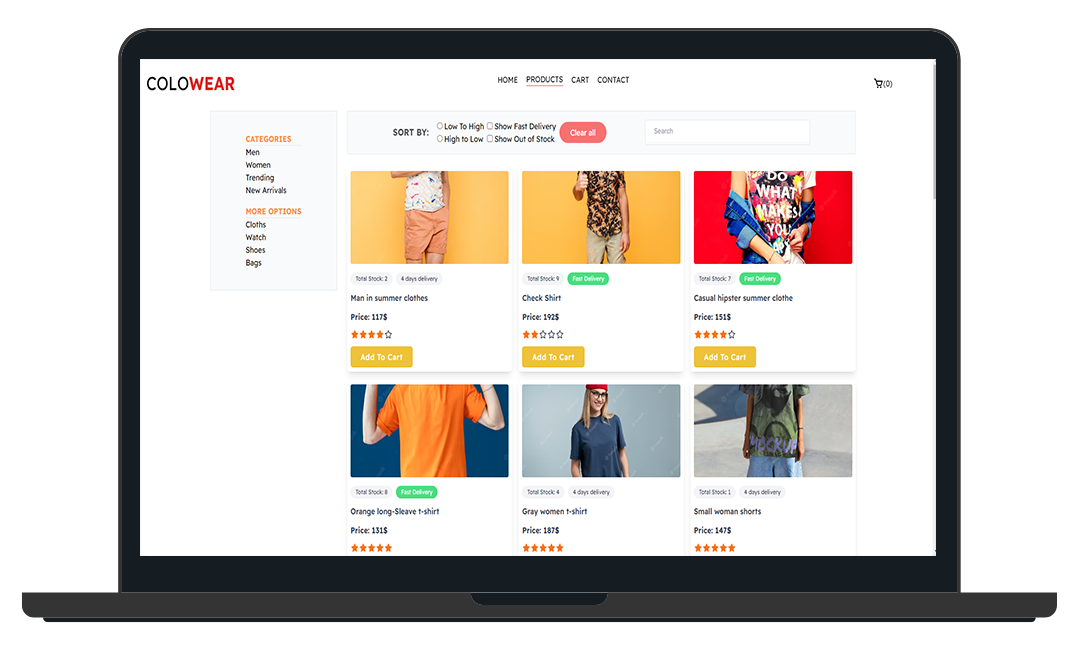 COLOWEAR
HOME PRODUCTS CART CONTACT
(0)
CATEGORIES
Men
Women
Trending
New Arrivals
MORE OPTIONS
Cloths
Watch
Shoes
Bags
SORT BY:
Low To High Show Fast Delivery
High to Low Show Out of Stock
Clear all
Search
DO
WHAT
MAKES
YOU
Total Stock: 2 4 days delivery
Man in summer clothes
Price: 117$
Add To Cart
Total Stock: 9 Fast Delivery
Check Shirt
Price: 192$
Add To Cart
Total Stock: 7 Fast Delivery
Casual hipster summer clothe
Price: 151$
Add To Cart
Total Stock: 8 Fast Delivery
Orange long-Sleave t-shirt
Price: 131$
Total Stock: 4 4 days delivery
Gray women t-shirt
Price: 187$
MOCKUP
Total Stock: 1 4 days delivery
Small woman shorts
Price: 147$